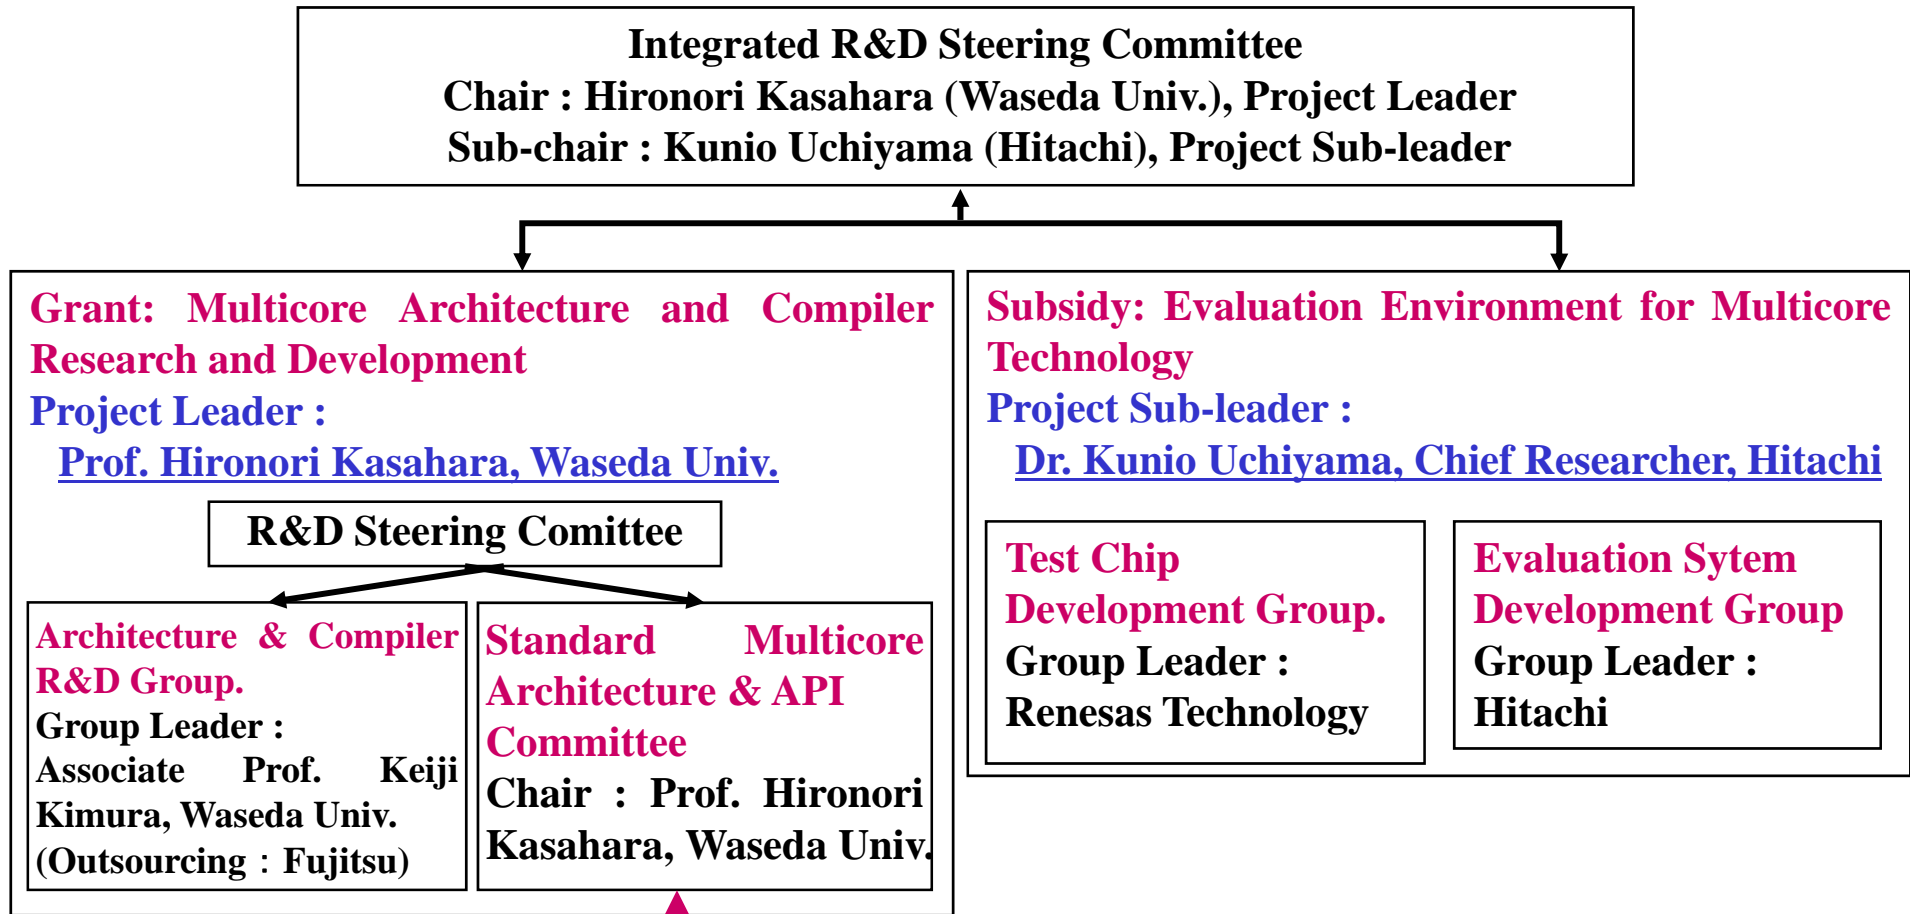 Integrated R&D Steering Committee
Chair : Hironori Kasahara (Waseda Univ.), Project Leader
Sub-chair : Kunio Uchiyama (Hitachi), Project Sub-leader
Grant: Multicore Architecture and Compiler
Research and Development
Project Leader :
Prof. Hironori Kasahara, Waseda Univ.
R&D Steering Comittee
Architecture & Compiler
R&D Group.
Group Leader :
Associate Prof. Keiji
Kimura, Waseda Univ.
(Outsourcing：Fujitsu)
Standard Multicore
Architecture & API
Committee
Chair : Prof. Hironori
Kasahara, Waseda Univ.
Subsidy: Evaluation Environment for Multicore
Technology
Project Sub-leader :
Dr. Kunio Uchiyama, Chief Researcher, Hitachi
Test Chip
Development Group.
Group Leader :
Renesas Technology
Evaluation Sytem
Development Group
Group Leader :
Hitachi